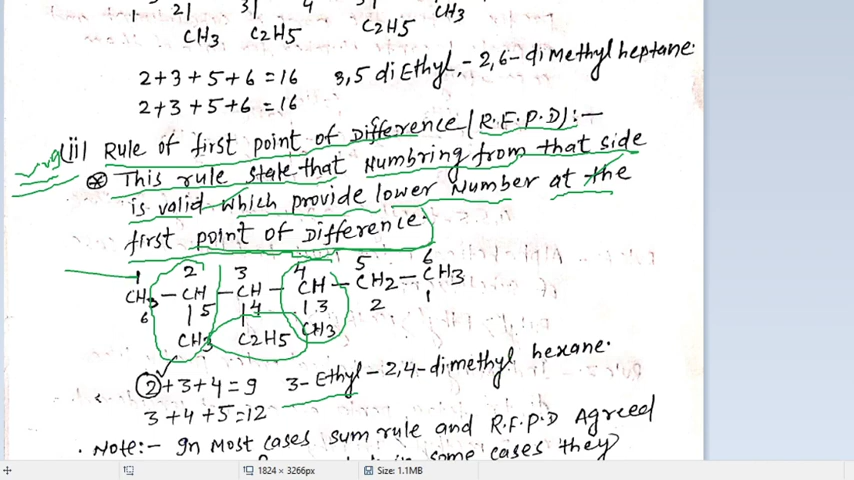 1 2| 3| 4
CH3 C2H5 C2H5 CH3
2+3+5+6=16 3,5 diEthyl,-2,6-dimethylheptane.
2+3+5+6=16
(ii) Rule of first point of Difference (R.F.P.D):-
This rule state that Numbring from that side
is valid which provide lower Number at the
first point of Difference.
1 2 3 4 5 6
CH3-CH-CH-CH-CH2-CH3
6 5 4 3 2 1
CH3 C2H5 CH3
2+3+4=9 3-Ethyl-2,4-dimethyl hexane.
3+4+5=12
Note:- In Most cases sum rule and R.F.P.D Agreed
in some cases they
1824 × 3266px Size: 1.1MB